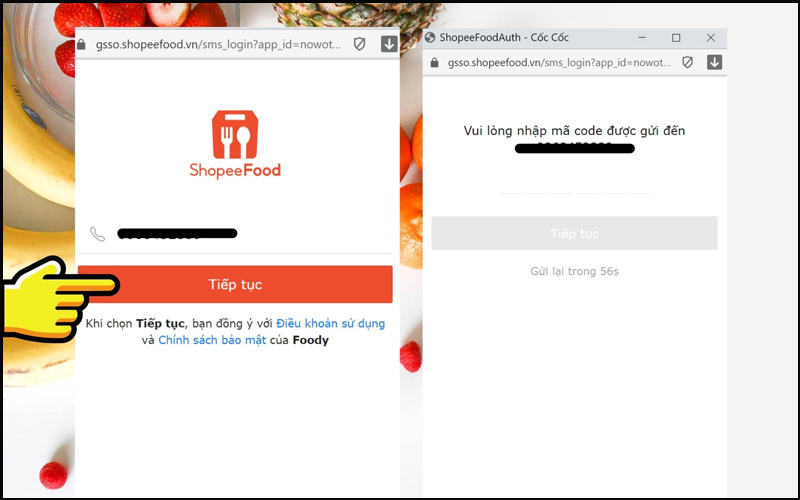 gsso.shopeefood.vn/sms_login?app_id=nowot...
ShopeeFood
Tiếp tục
Khi chọn Tiếp tục, bạn đồng ý với Điều khoản sử dụng
và Chính sách bảo mật của Foody
ShopeeFoodAuth - Cốc Cốc
gsso.shopeefood.vn/sms_login?app_id=nowot...
Vui lòng nhập mã code được gửi đến
Tiếp tục
Gửi lại trong 56s